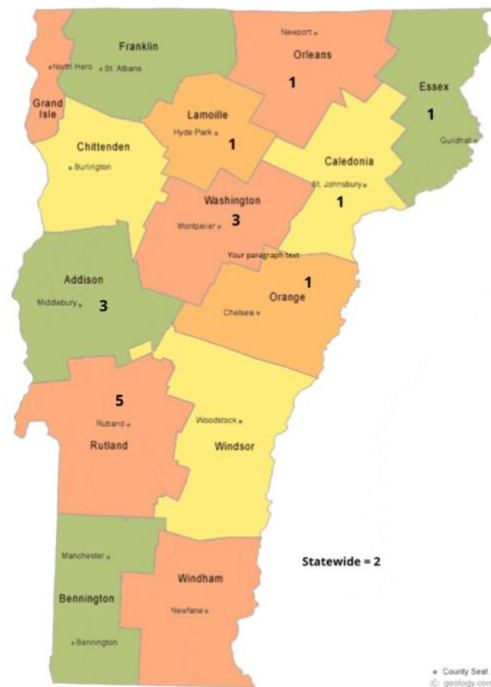 Newport
Franklin
Orleans
North Hero
St. Albans
1
Essex
Grand
Isle
Lamoille
1
Hyde Park
1
Guildhall
Chittenden
Caledonia
Burlington
St. Johnsbury
Washington
1
3
Montpelier
Your paragraph text
Addison
1
Orange
Middlebury
3
Chelsea
5
Woodstock
Rutland
Rutland
Windsor
Manchester
Statewide = 2
Windham
Bennington
Newfane
Bennington
County Seat
© geology.com